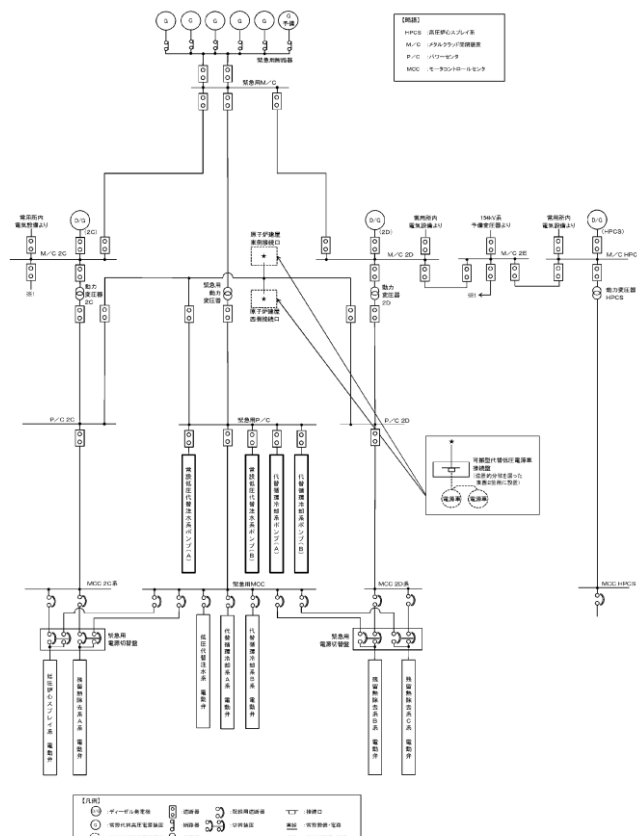 【略語】
HPCS :高圧炉心スプレイ系
M/C :メタルクラッド開閉装置
P/C :パワーセンタ
MCC :モータコントロールセンタ
G G G G G G
予備
緊急用断路器
緊急用M/C
常用所内
電気設備より
D/G
(2C)
原子炉建屋
東側接続口
D/G
(2D)
常用所内
電気設備より
154kV系
予備変圧器より
常用所内
電気設備より
D/G
(HPCS)
M/C 2C
M/C 2D
M/C 2E
M/C HPC
動力
変圧器
2C
緊急用
動力
変圧器
原子炉建屋
西側接続口
動力
変圧器
2D
動力変圧器
HPCS
P/C 2C
緊急用P/C
P/C 2D
可搬型代替低圧電源車
接続盤
電源車
電源車
常設低圧代替注水系ポンプ(A)
常設低圧代替注水系ポンプ(B)
代替循環冷却系ポンプ(A)
代替循環冷却系ポンプ(B)
MCC 2C系
緊急用MCC
MCC 2D系
MCC HPCS
緊急用
電源切替盤
緊急用
電源切替盤
低圧炉心スプレイ系 電動弁
残留熱除去系A系 電動弁
低圧代替注水系 電動弁
代替循環冷却系A系 電動弁
代替循環冷却系B系 電動弁
残留熱除去系B系 電動弁
残留熱除去系C系 電動弁
【凡例】
D/G :ディーゼル発電機
:遮断器
:配線用遮断器
:接続口
G :常設代替高圧電源装置
:断路器
:切替装置